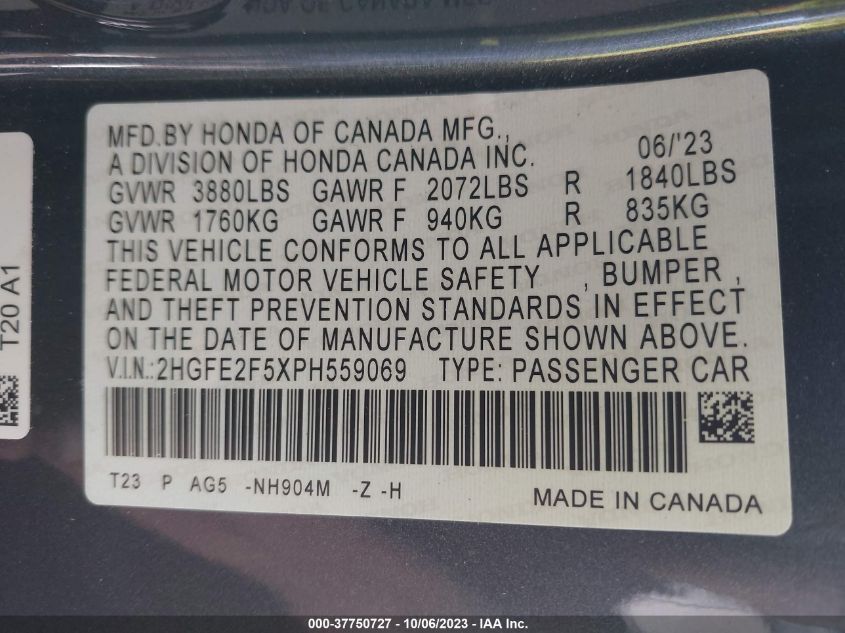 MFD.BY HONDA OF CANADA MFG.,
A DIVISION OF HONDA CANADA INC. 06/'23
GVWR 3880LBS GAWR F 2072LBS R 1840LBS
GVWR 1760KG GAWR F 940KG R 835KG
THIS VEHICLE CONFORMS TO ALL APPLICABLE
FEDERAL MOTOR VEHICLE SAFETY , BUMPER ,
AND THEFT PREVENTION STANDARDS IN EFFECT
ON THE DATE OF MANUFACTURE SHOWN ABOVE.
V.I.N.:2HGFE2F5XPH559069 TYPE: PASSENGER CAR
T23 P AG5 -NH904M -Z -H
MADE IN CANADA
T20 A1
000-37750727 - 10/06/2023 - IAA Inc.